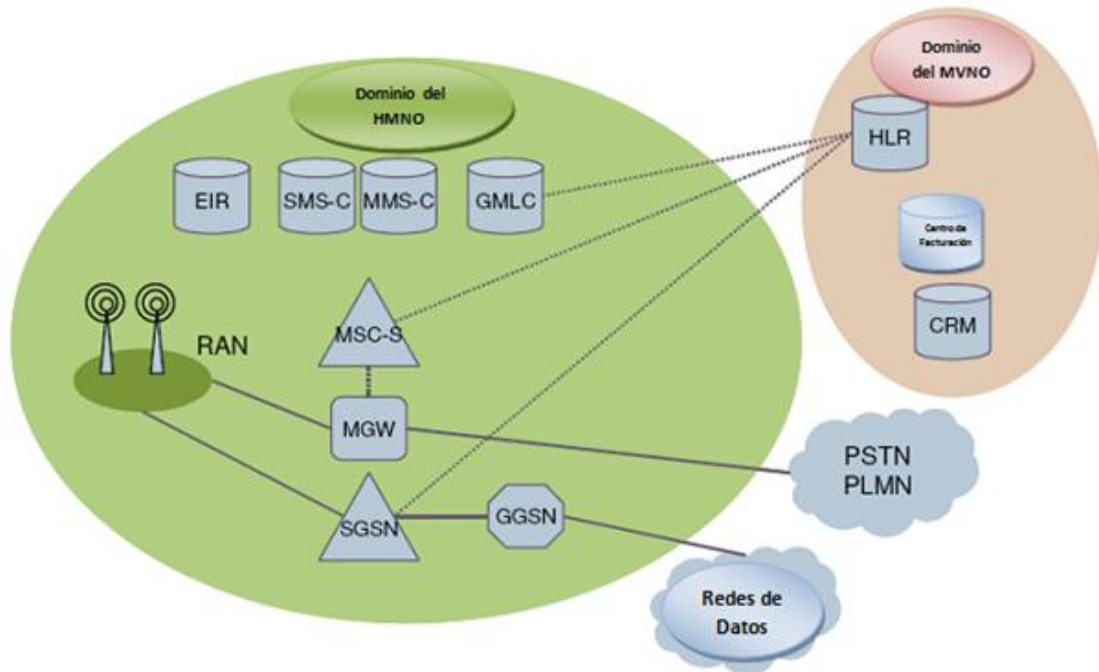 Dominio del
HMNO
Dominio
del MVNO
HLR
EIR
SMS-C
MMS-C
GMLC
Centro de
Facturación
MSC-S
CRM
RAN
MGW
PSTN
PLMN
SGSN
GGSN
Redes de
Datos